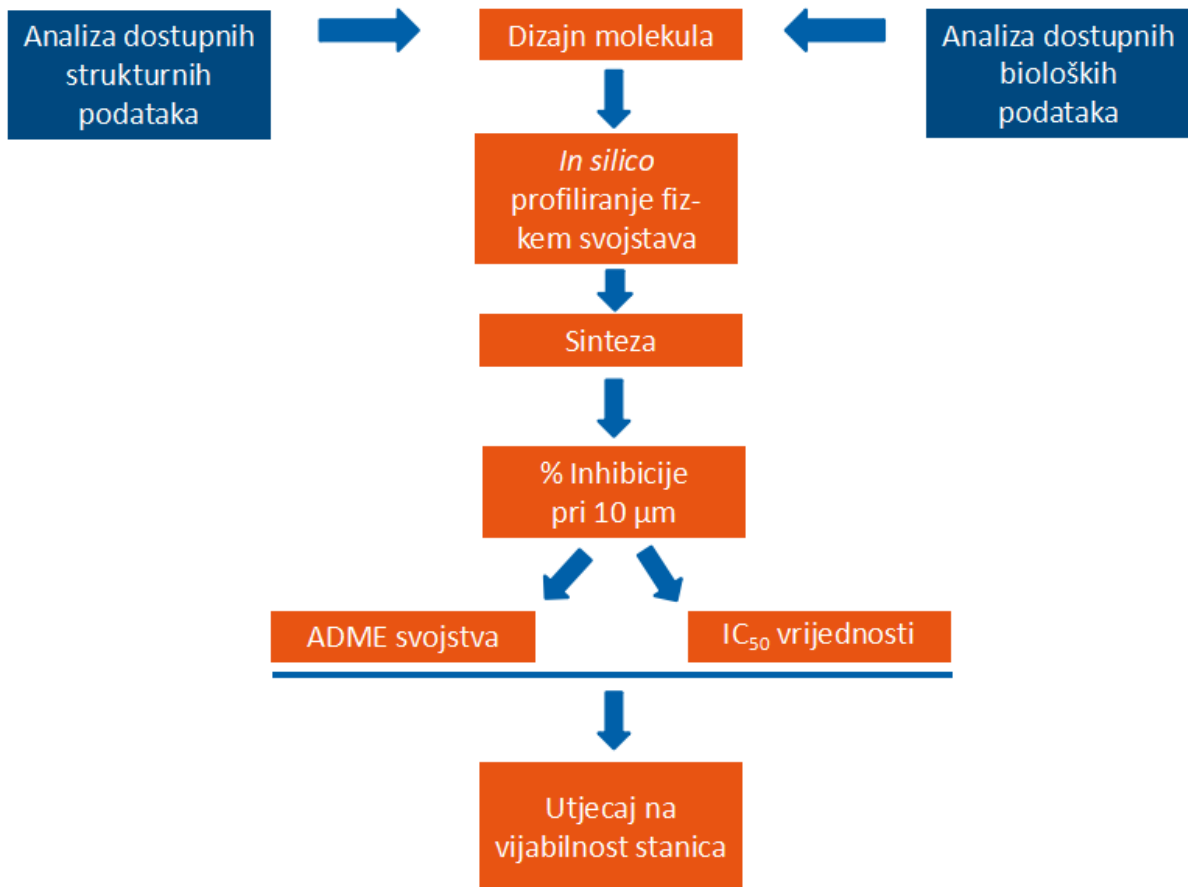 Analiza dostupnih
strukturnih
podataka
Dizajn molekula
Analiza dostupnih
bioloških
podataka
In silico
profiliranje fiz-
kem svojstava
Sinteza
% Inhibicije
pri 10 μm
ADME svojstva
IC₅₀ vrijednosti
Utjecaj na
vijabilnost stanica